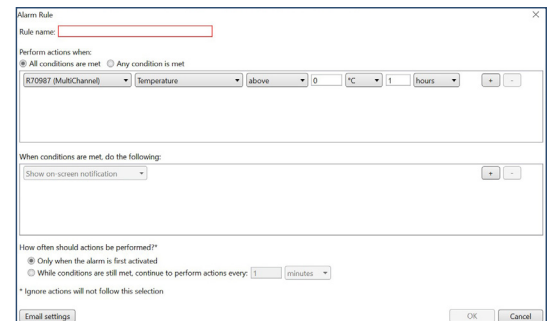 Alarm Rule
Rule name:
Perform actions when:
All conditions are met Any condition is met
R70987 (MultiChannel) Temperature above 0 °C 1 hours + -
When conditions are met, do the following:
Show on-screen notification + -
How often should actions be performed?*
Only when the alarm is first activated
While conditions are still met, continue to perform actions every: 1 minutes
* Ignore actions will not follow this selection
Email settings OK Cancel